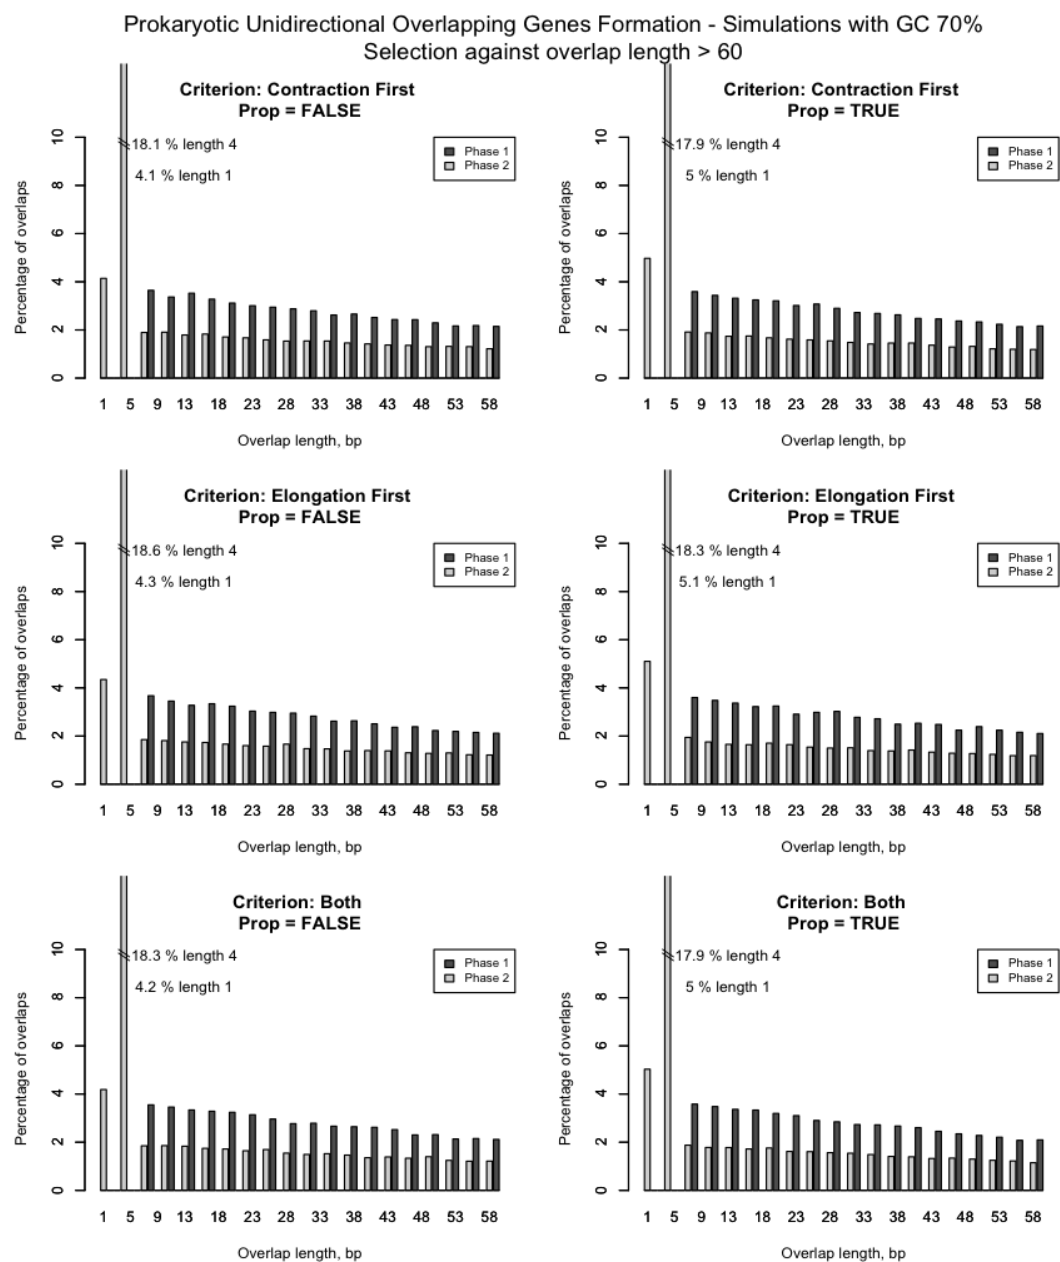 Prokaryotic Unidirectional Overlapping Genes Formation - Simulations with GC 70%
Selection against overlap length > 60
Criterion: Contraction First
Prop = FALSE
18.1 % length 4
4.1 % length 1
Phase 1
Phase 2
Percentage of overlaps
0 2 4 6 8 10
1 5 9 13 18 23 28 33 38 43 48 53 58
Overlap length, bp
Criterion: Contraction First
Prop = TRUE
17.9 % length 4
5 % length 1
Phase 1
Phase 2
Percentage of overlaps
0 2 4 6 8 10
1 5 9 13 18 23 28 33 38 43 48 53 58
Overlap length, bp
Criterion: Elongation First
Prop = FALSE
18.6 % length 4
4.3 % length 1
Phase 1
Phase 2
Percentage of overlaps
0 2 4 6 8 10
1 5 9 13 18 23 28 33 38 43 48 53 58
Overlap length, bp
Criterion: Elongation First
Prop = TRUE
18.3 % length 4
5.1 % length 1
Phase 1
Phase 2
Percentage of overlaps
0 2 4 6 8 10
1 5 9 13 18 23 28 33 38 43 48 53 58
Overlap length, bp
Criterion: Both
Prop = FALSE
18.3 % length 4
4.2 % length 1
Phase 1
Phase 2
Percentage of overlaps
0 2 4 6 8 10
1 5 9 13 18 23 28 33 38 43 48 53 58
Overlap length, bp
Criterion: Both
Prop = TRUE
17.9 % length 4
5 % length 1
Phase 1
Phase 2
Percentage of overlaps
0 2 4 6 8 10
1 5 9 13 18 23 28 33 38 43 48 53 58
Overlap length, bp